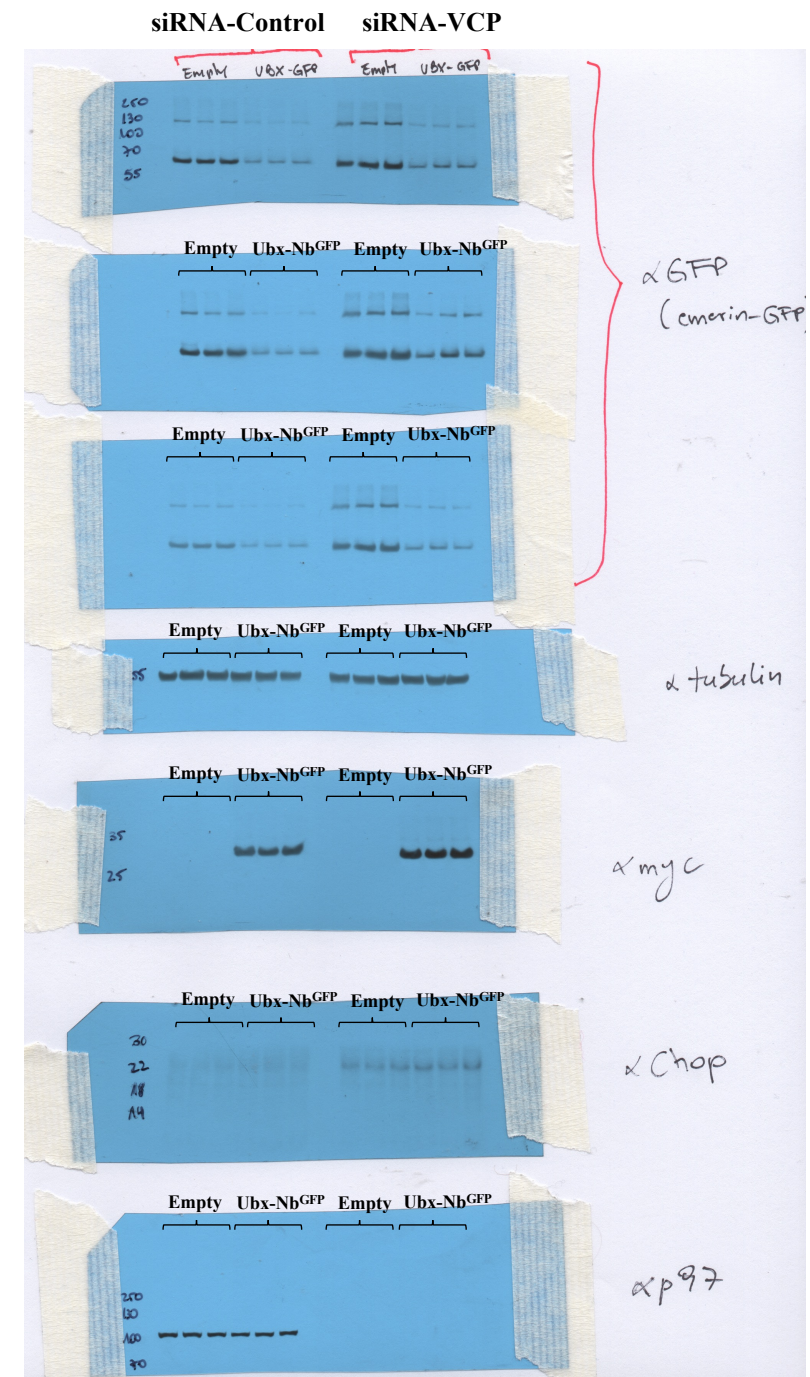 siRNA-Control siRNA-VCP
Empty UBX-GFP Empty UBX-GFP
250
130
100
70
55
Empty Ubx-NbGFP Empty Ubx-NbGFP
α GFP
(emerin-GFP)
Empty Ubx-NbGFP Empty Ubx-NbGFP
Empty Ubx-NbGFP Empty Ubx-NbGFP
55
α tubulin
Empty Ubx-NbGFP Empty Ubx-NbGFP
35
25
α myc
Empty Ubx-NbGFP Empty Ubx-NbGFP
30
22
18
14
α Chop
Empty Ubx-NbGFP Empty Ubx-NbGFP
250
130
100
70
α p97